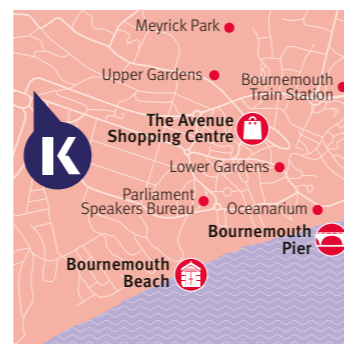 Meyrick Park
Upper Gardens
Bournemouth
Train Station
The Avenue
Shopping Centre
K
Lower Gardens
Parliament
Speakers Bureau
Oceanarium
Bournemouth
Pier
Bournemouth
Beach